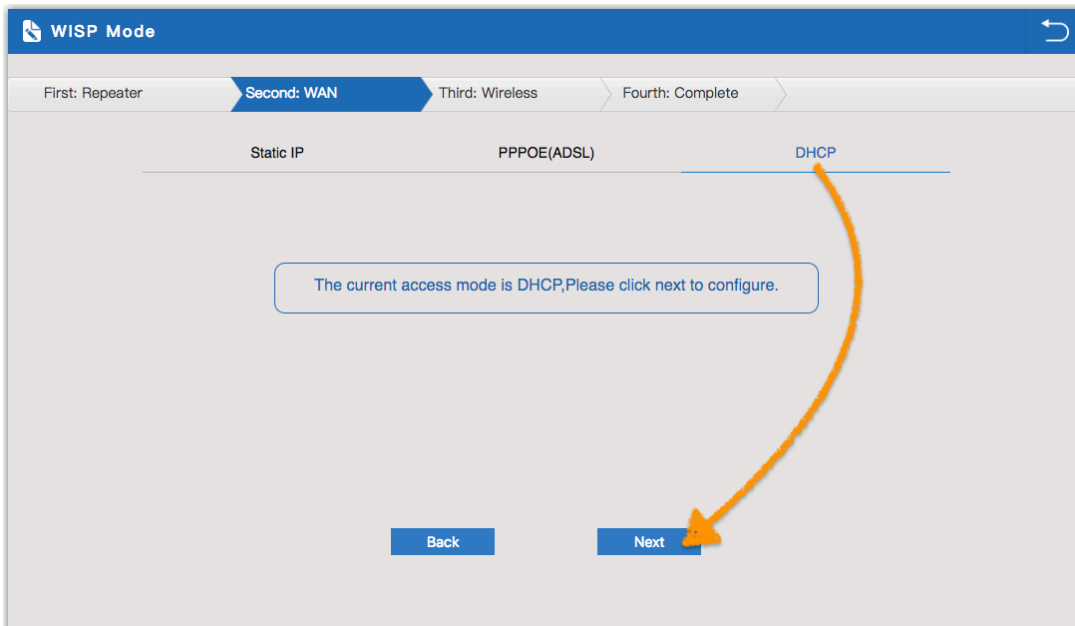 WISP Mode
First: Repeater Second: WAN Third: Wireless Fourth: Complete
Static IP PPPOE(ADSL) DHCP
The current access mode is DHCP,Please click next to configure.
Back Next